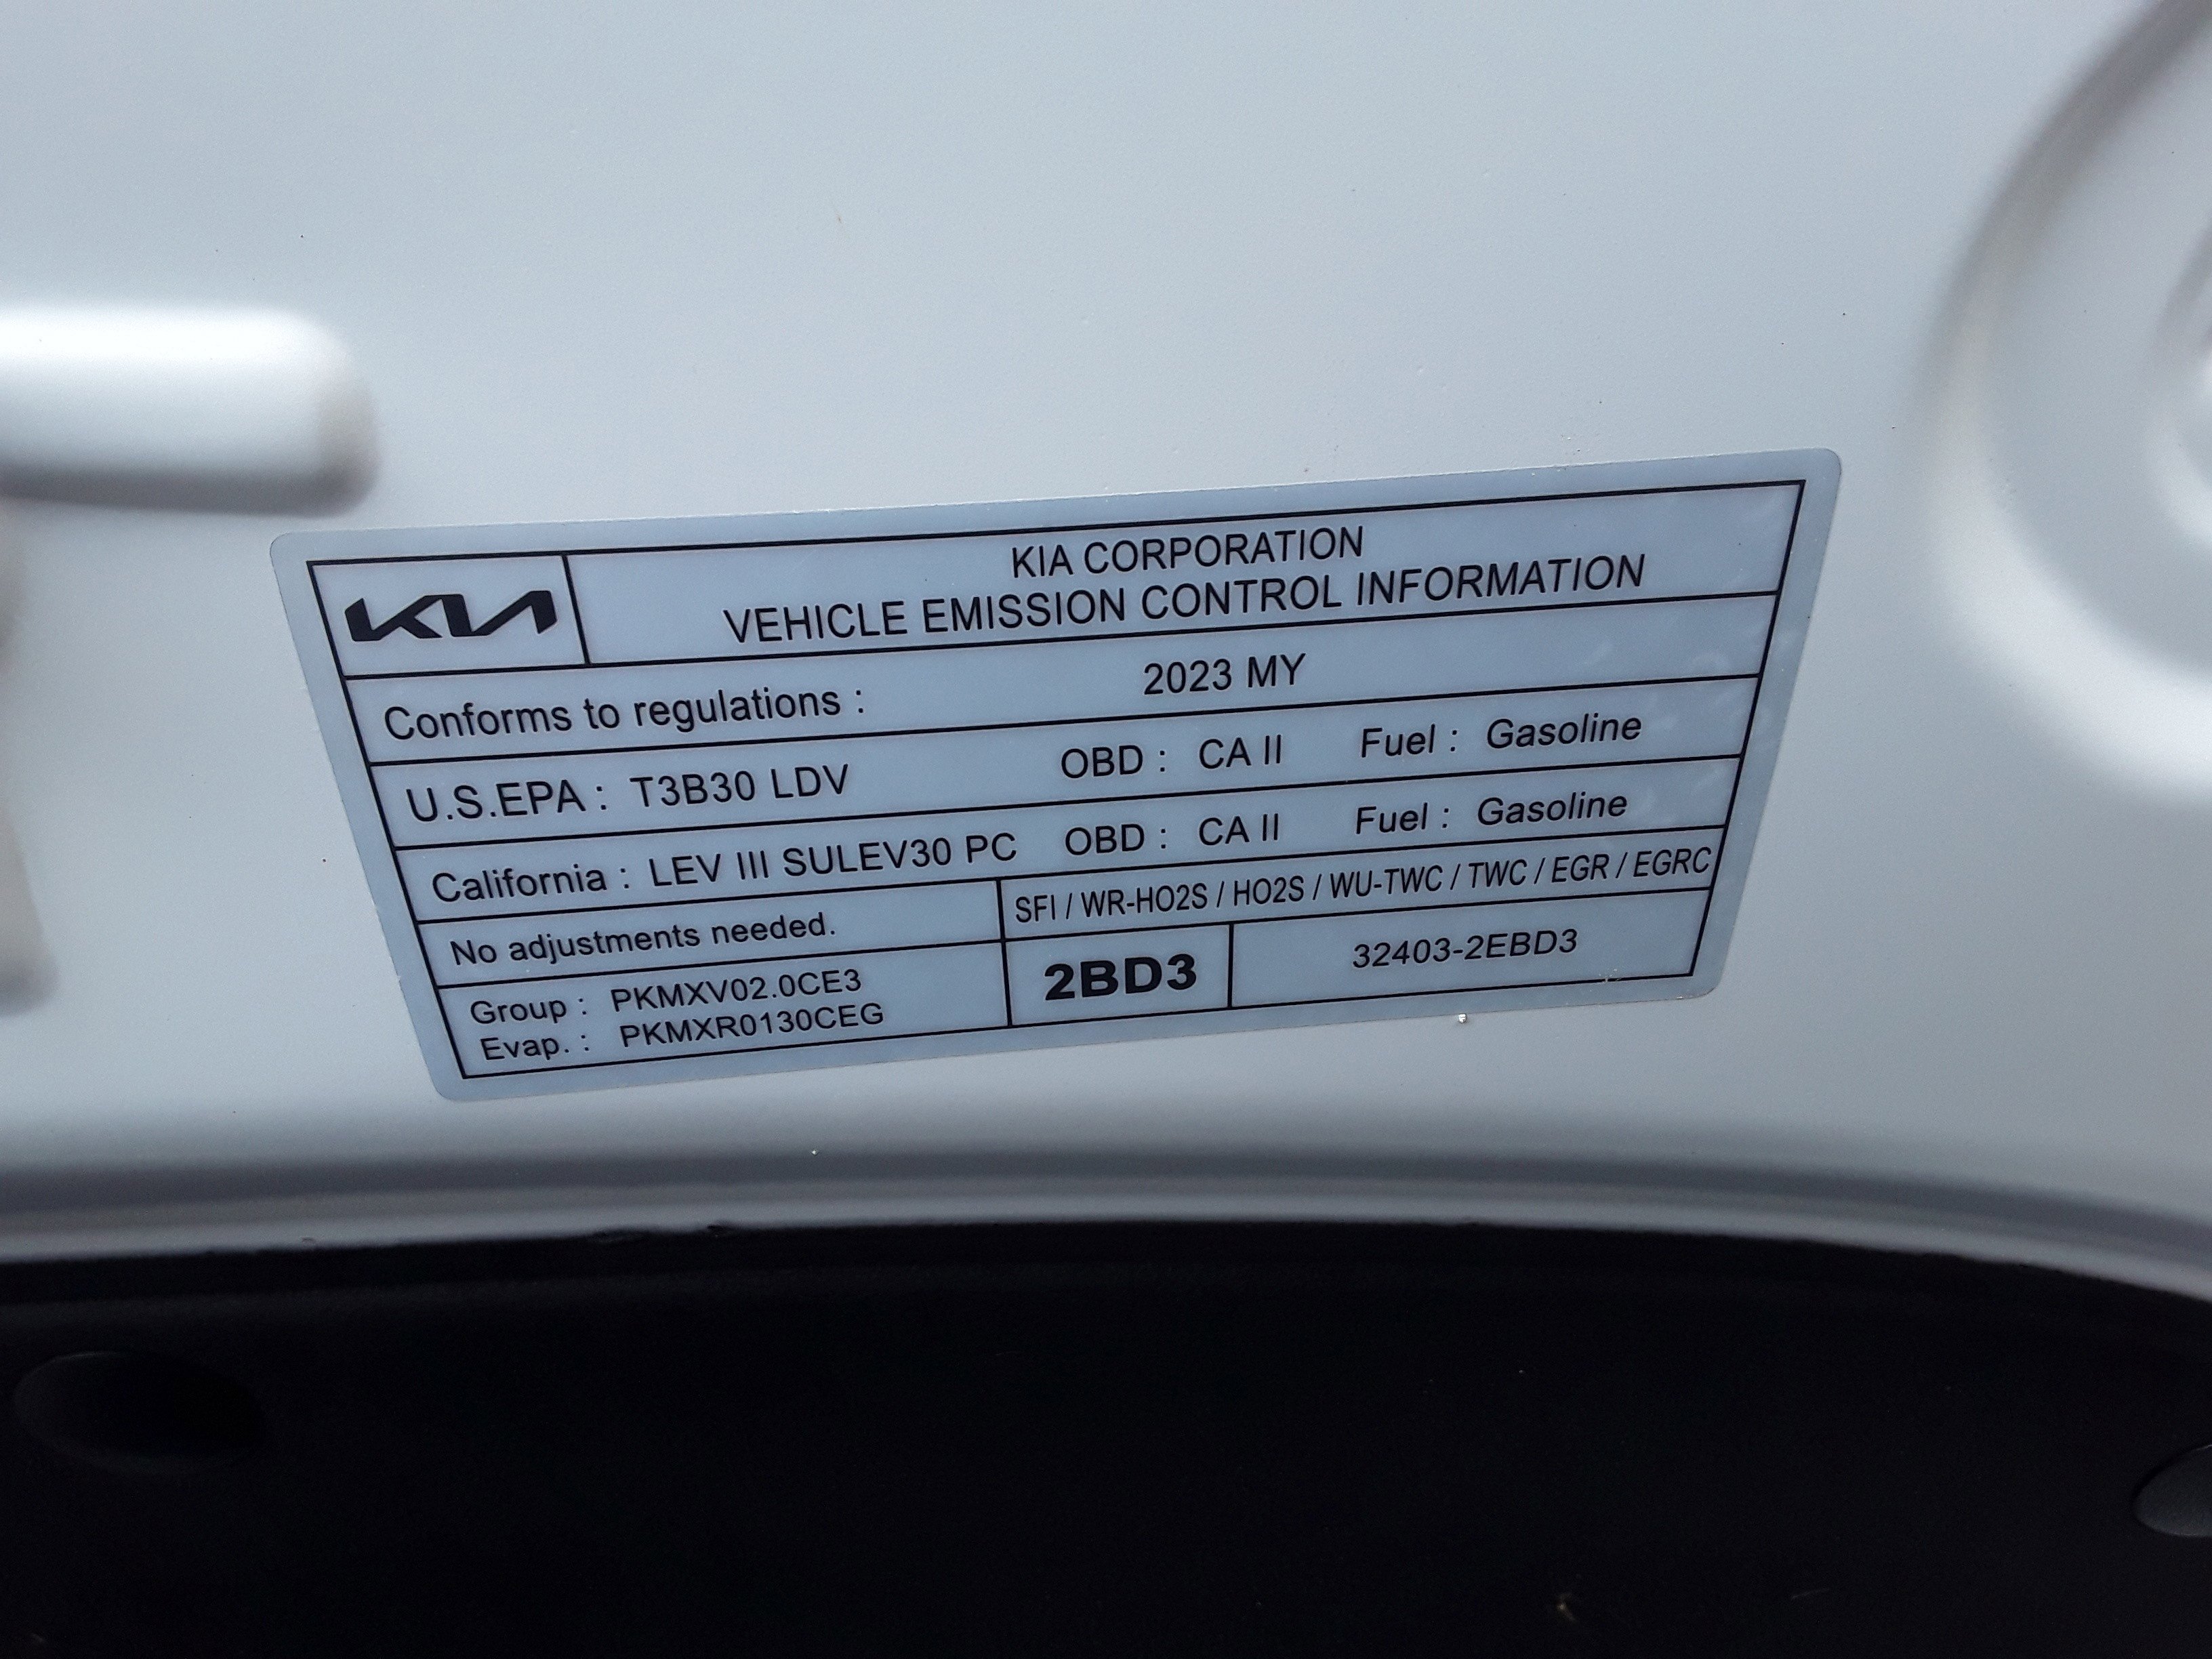 KIA
KIA CORPORATION
VEHICLE EMISSION CONTROL INFORMATION
Conforms to regulations : 2023 MY
U.S.EPA : T3B30 LDV OBD : CA II Fuel : Gasoline
California : LEV III SULEV30 PC OBD : CA II Fuel : Gasoline
No adjustments needed. SFI / WR-HO2S / HO2S / WU-TWC / TWC / EGR / EGRC
Group : PKMXV02.0CE3
Evap. : PKMXR0130CEG
2BD3
32403-2EBD3